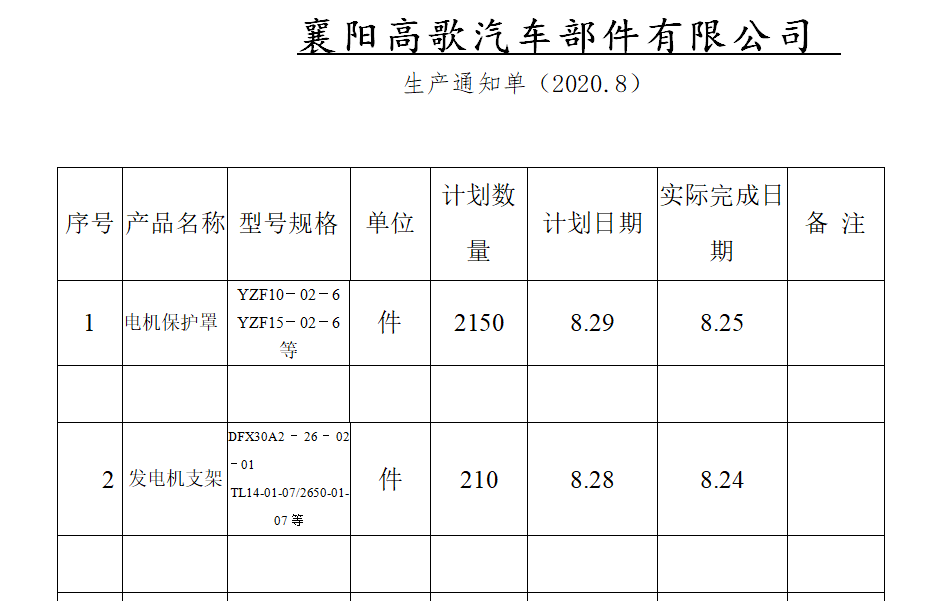 襄阳高歌汽车部件有限公司
生产通知单（2020.8）
序号 产品名称 型号规格 单位 计划数量 计划日期 实际完成日期 备 注
1 电机保护罩 YZF10－02－6 YZF15－02－6 等 件 2150 8.29 8.25
2 发电机支架 DFX30A2－26－02－01 TL14-01-07/2650-01-07 等 件 210 8.28 8.24